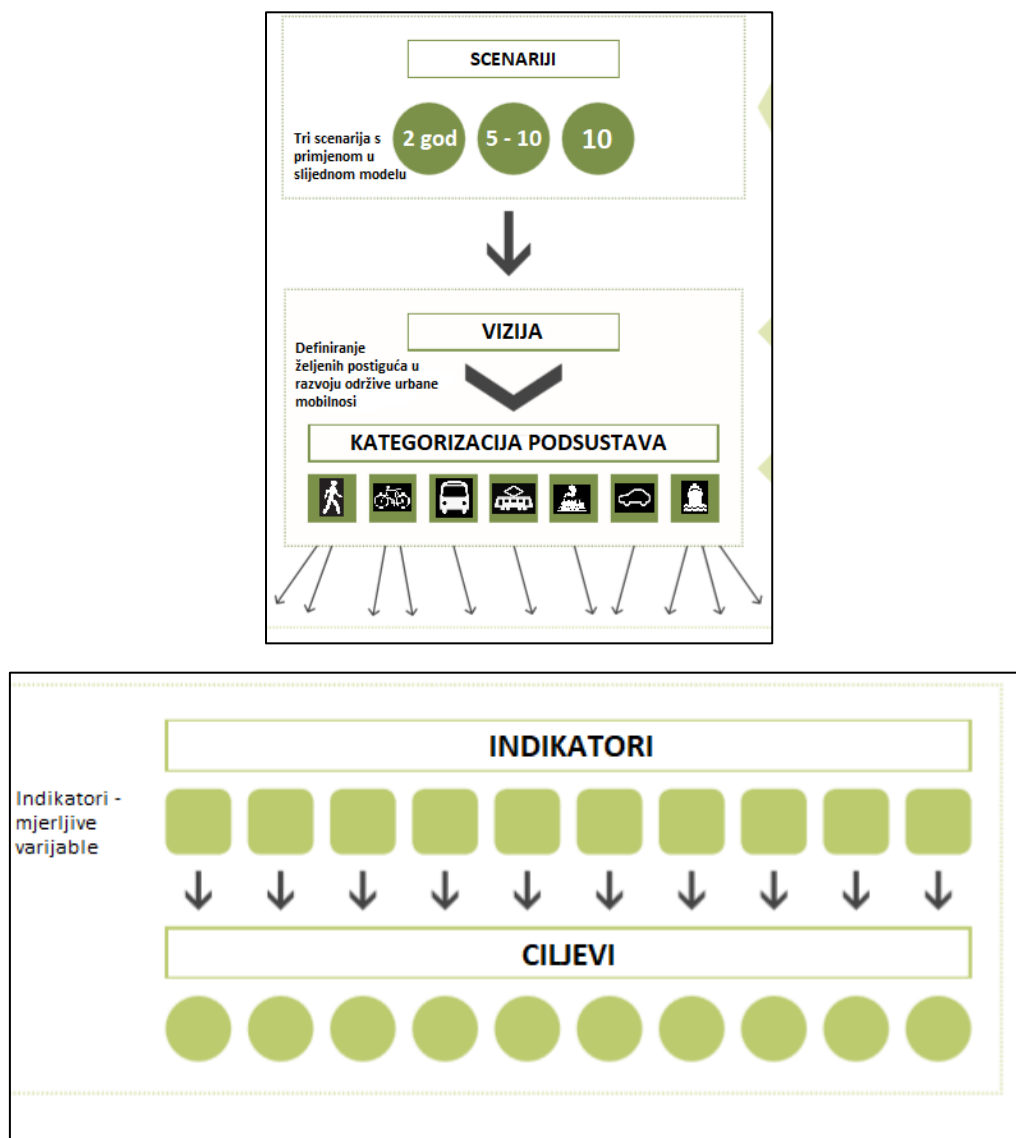 SCENARIJI
Tri scenarija s
primjenom u
slijednom modelu
2 god
5 - 10
10
VIZIJA
Definiranje
željenih postiguća u
razvoju održive urbane
mobilnosi
KATEGORIZACIJA PODSUSTAVA
INDIKATORI
Indikatori -
mjerljive
varijable
CILJEVI